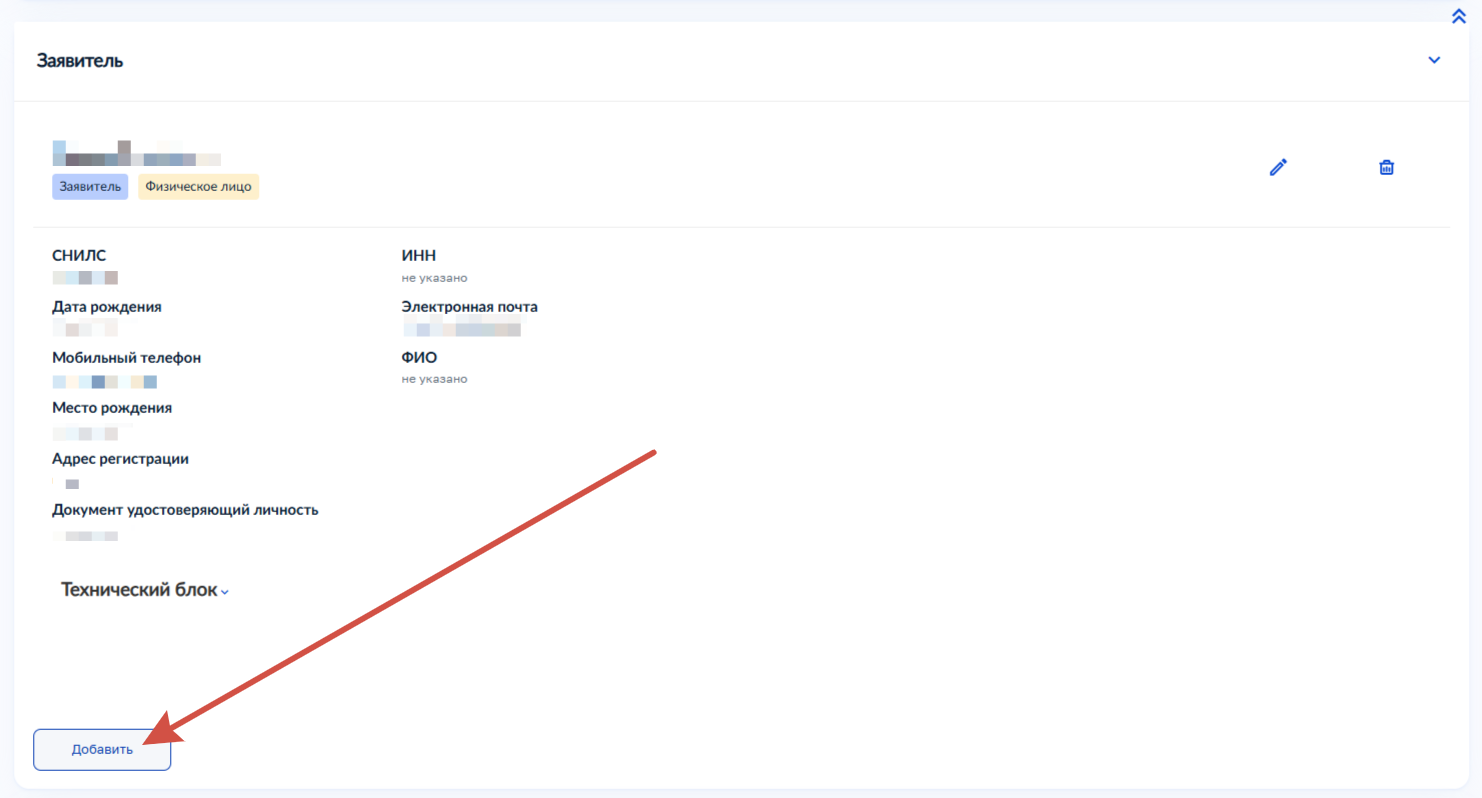 Заявитель
Заявитель Физическое лицо
СНИЛС ИНН
не указано
Дата рождения Электронная почта
Мобильный телефон ФИО
не указано
Место рождения
Адрес регистрации
Документ удостоверяющий личность
Технический блок
Добавить